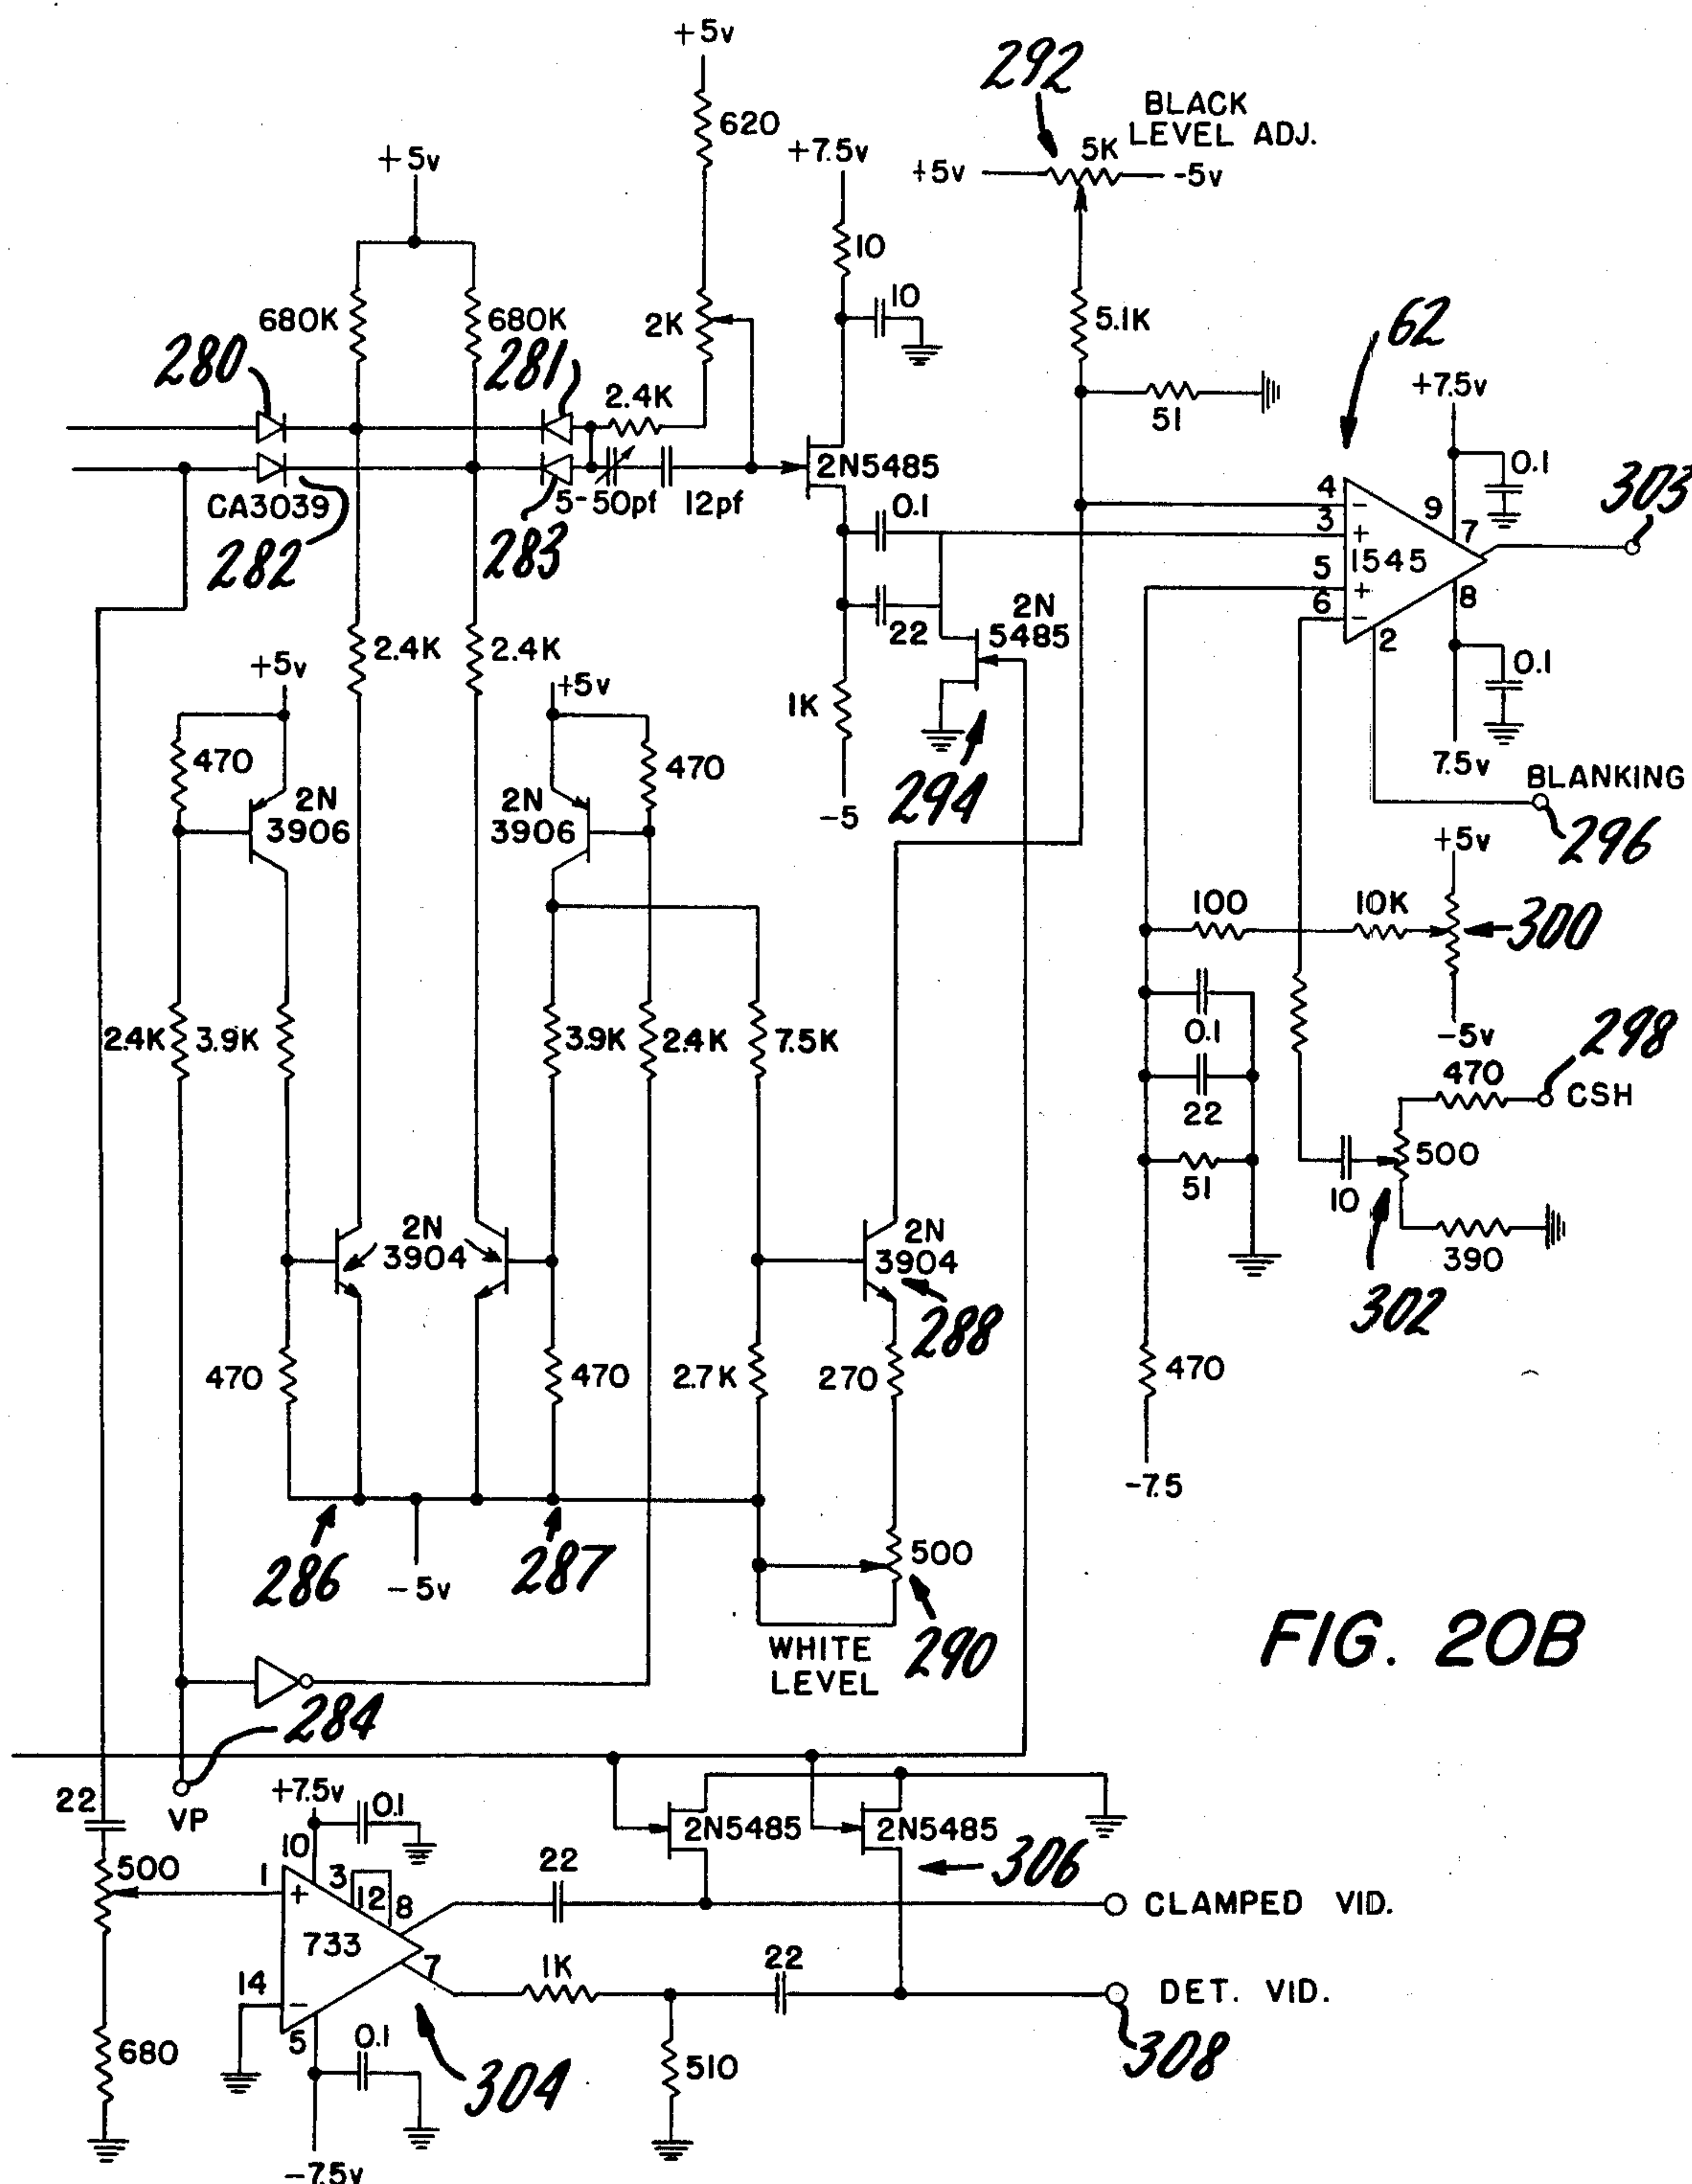 +5v
292
BLACK
LEVEL ADJ.
620
+7.5v
5K
+5v
-5v
+5v
10
10
680K
680K
2K
5.1K
62
280
281
2.4K
51
+7.5v
2N5485
0.1
303
CA3039
5-50pf
12pf
282
283
0.1
4
-
3
+
9
7
1545
5
+
6
-
8
2
2N
5485
22
2.4K
2.4K
0.1
+5v
+5v
1K
7.5v
470
470
294
-5
BLANKING
296
2N
3906
2N
3906
+5v
100
10K
300
-5v
0.1
2.4K
3.9K
3.9K
2.4K
7.5K
298
470
CSH
22
500
51
10
2N
3904
2N
3904
390
288
302
470
470
2.7K
270
470
-7.5
500
286
-5v
287
WHITE
LEVEL
290
FIG. 20B
284
VP
22
+7.5v
0.1
10
2N5485
2N5485
306
500
1
+
3
12
8
22
CLAMPED VID.
733
7
1K
22
14
-
DET. VID.
308
5
0.1
304
510
680
-7.5v